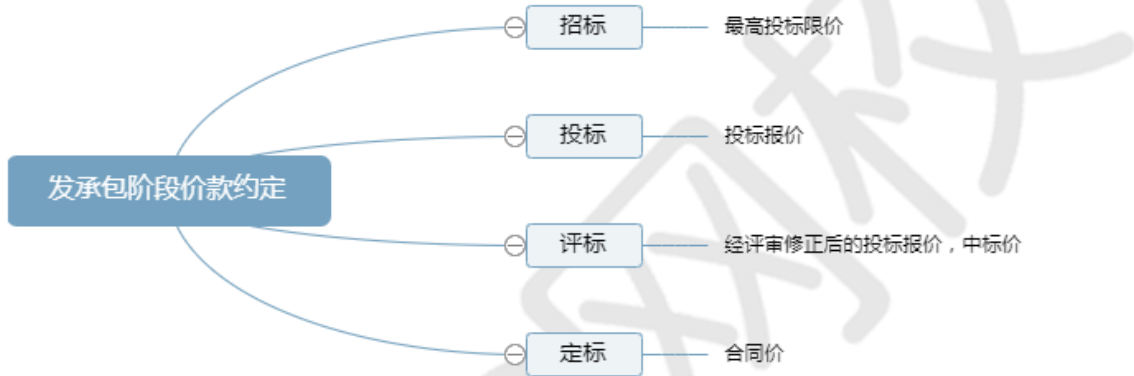 招标
最高投标限价
投标
投标报价
发承包阶段价款约定
评标
经评审修正后的投标报价，中标价
定标
合同价